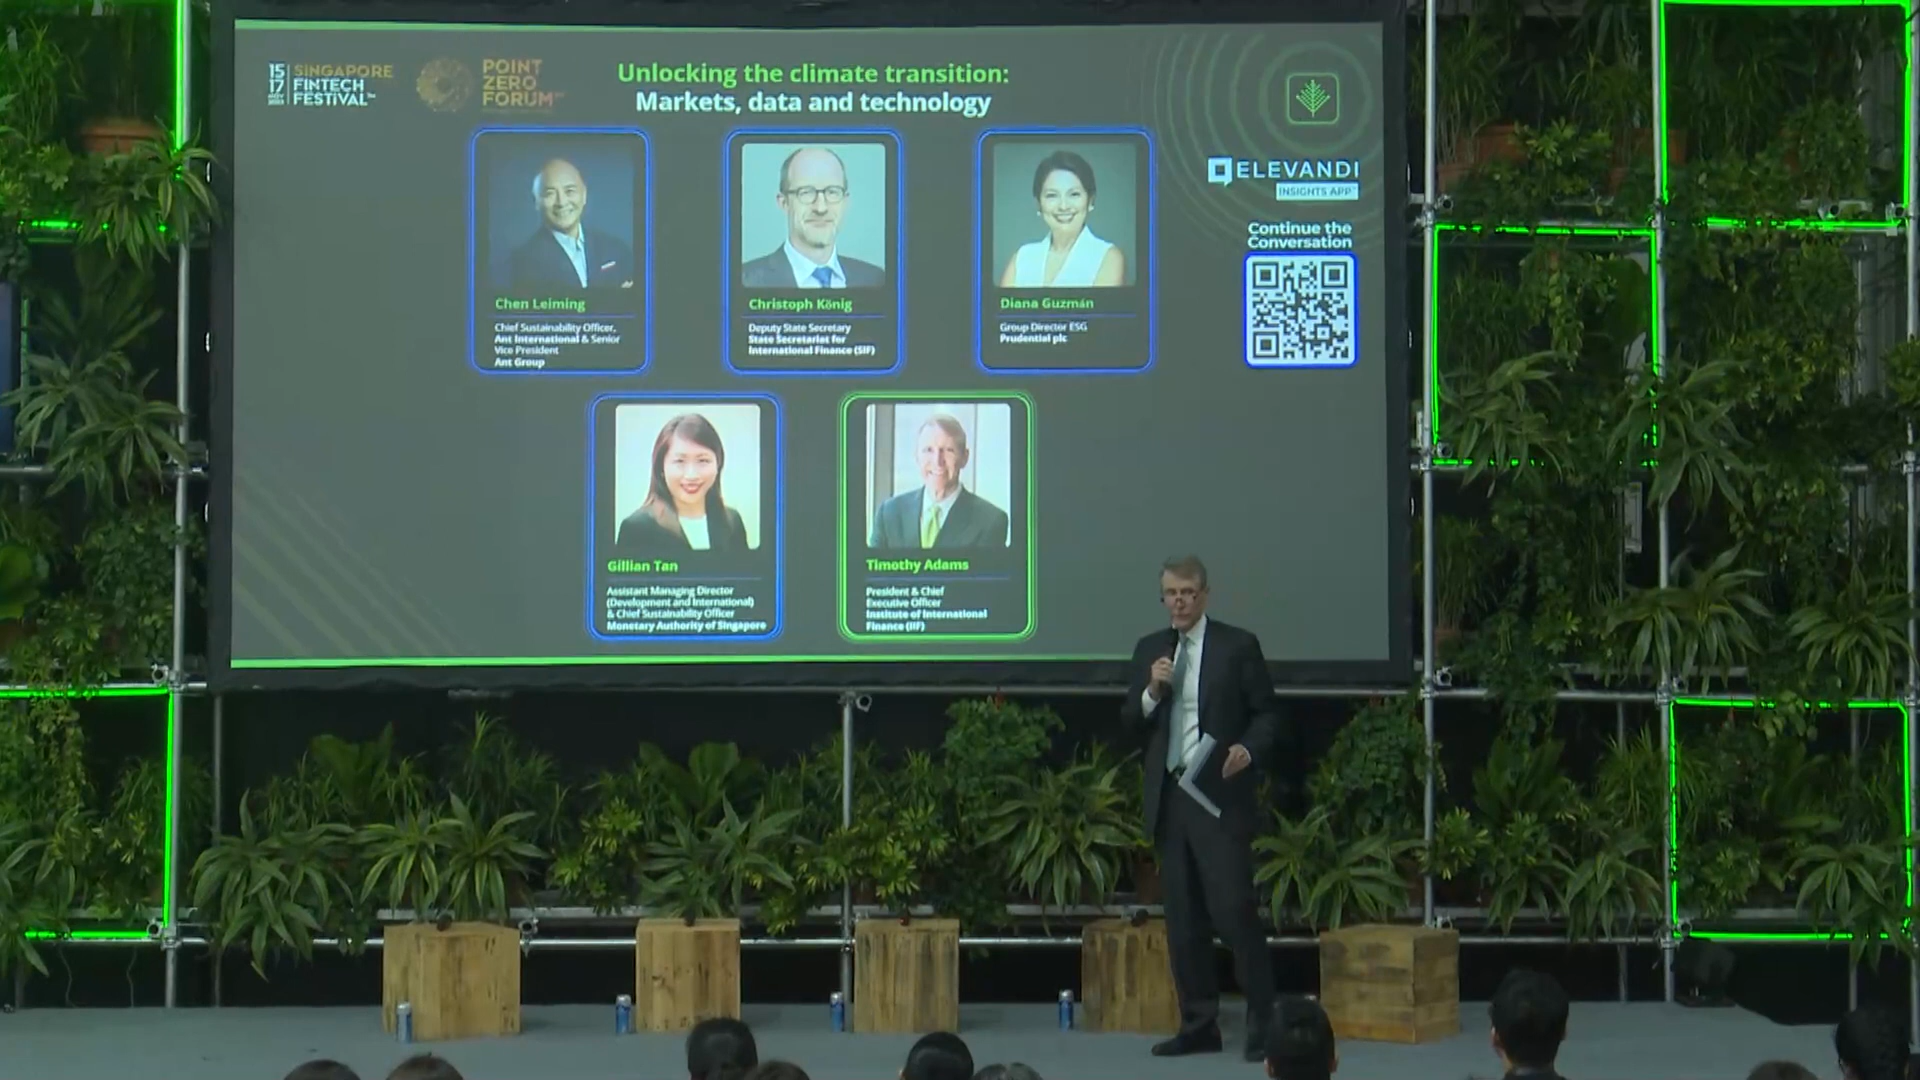 15
17
SINGAPORE
FINTECH
FESTIVAL
POINT
ZERO
FORUM
Unlocking the climate transition:
Markets, data and technology
ELEVANDI
INSIGHTS APP
Continue the
Conversation
Chen Leiming
Chief Sustainability Officer,
Ant International & Senior
Vice President
Ant Group
Christoph König
Deputy State Secretary
State Secretariat for
International Finance (SIF)
Diana Guzmán
Group Director ESG
Prudential plc
Gillian Tan
Assistant Managing Director
(Development and International)
& Chief Sustainability Officer
Monetary Authority of Singapore
Timothy Adams
President & Chief
Executive Officer
Institute of International
Finance (IIF)